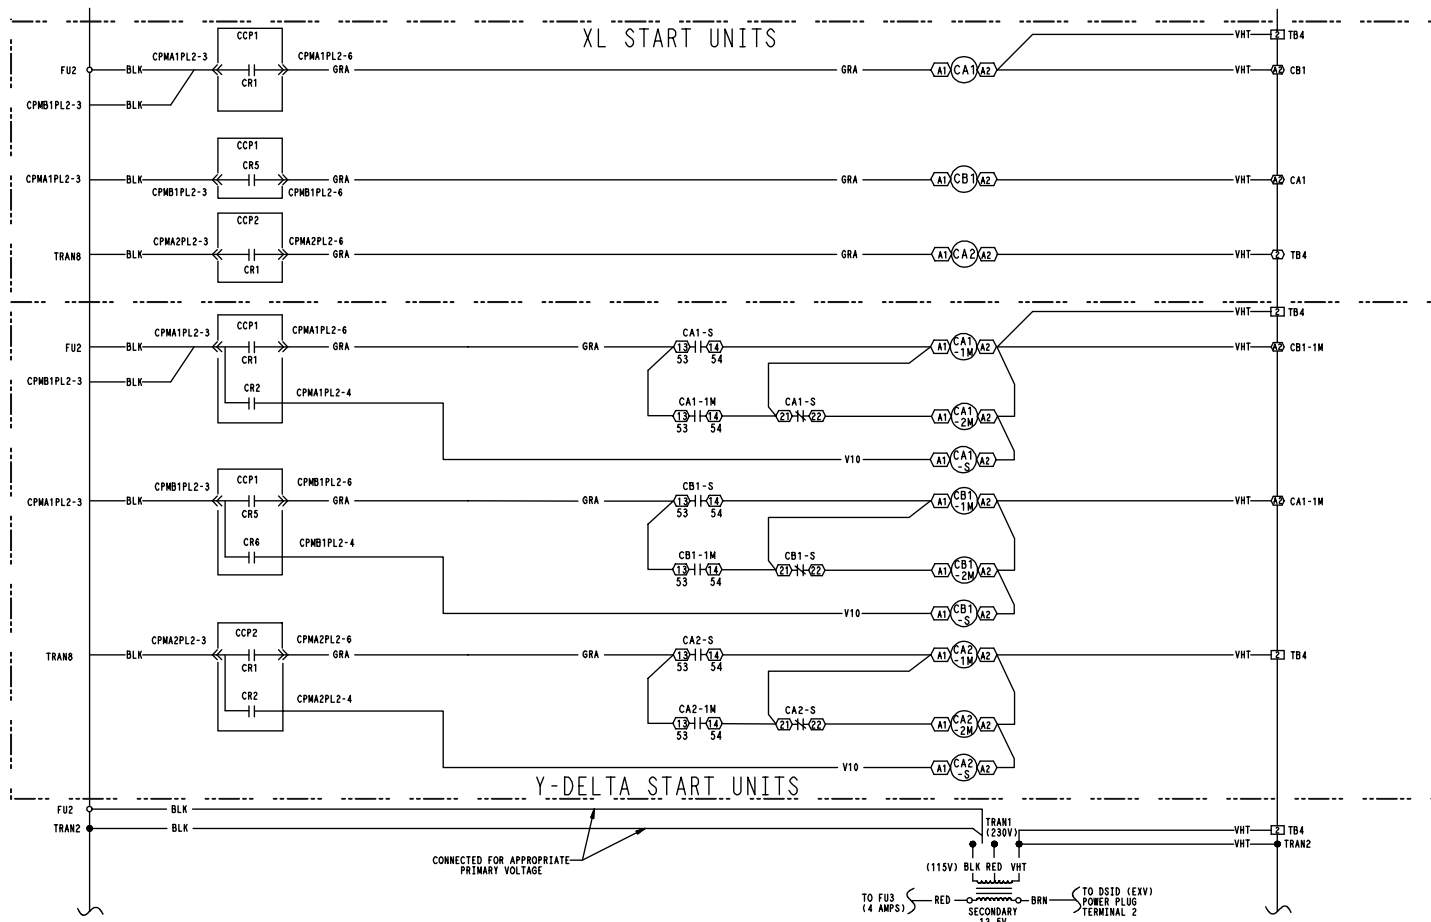 XL START UNITS
VHT 2 TB4
CCP1
CPMA1PL2-3 CPMA1PL2-6
FU2 BLK GRA GRA A1 CA1 A2 VHT A2 CB1
CR1
CPMB1PL2-3 BLK
CCP1
CR5
CPMA1PL2-3 BLK GRA GRA A1 CB1 A2 VHT A2 CA1
CPMB1PL2-3 CPMB1PL2-6
CCP2
CPMA2PL2-3 CPMA2PL2-6
TRAN8 BLK GRA GRA A1 CA2 A2 VHT 2 TB4
CR1
VHT 2 TB4
CCP1
CPMA1PL2-3 CPMA1PL2-6 CA1-S
FU2 BLK GRA GRA 13 14 A1 CA1 -1M A2 VHT A2 CB1-1M
CR1 53 54
CPMB1PL2-3 BLK
CR2 CPMA1PL2-4 CA1-1M CA1-S
13 14 21 22 A1 CA1 -2M A2
53 54
V10 A1 CA1 -S A2
CCP1
CPMB1PL2-3 CPMB1PL2-6 CB1-S
CPMA1PL2-3 BLK GRA GRA 13 14 A1 CB1 -1M A2 VHT A2 CA1-1M
CR5 53 54
CR6 CPMB1PL2-4 CB1-1M CB1-S
13 14 21 22 A1 CB1 -2M A2
53 54
V10 A1 CB1 -S A2
CCP2
CPMA2PL2-3 CPMA2PL2-6 CA2-S
TRAN8 BLK GRA GRA 13 14 A1 CA2 -1M A2 VHT 2 TB4
CR1 53 54
CR2 CPMA2PL2-4 CA2-1M CA2-S
13 14 21 22 A1 CA2 -2M A2
53 54
V10 A1 CA2 -S A2
Y-DELTA START UNITS
FU2 BLK
TRAN2 BLK TRAN1
(230V) VHT 2 TB4
VHT TRAN2
CONNECTED FOR APPROPRIATE
PRIMARY VOLTAGE
(115V) BLK RED VHT
TO FU3
(4 AMPS) RED BRN TO DSID (EXV)
POWER PLUG
TERMINAL 2
SECONDARY